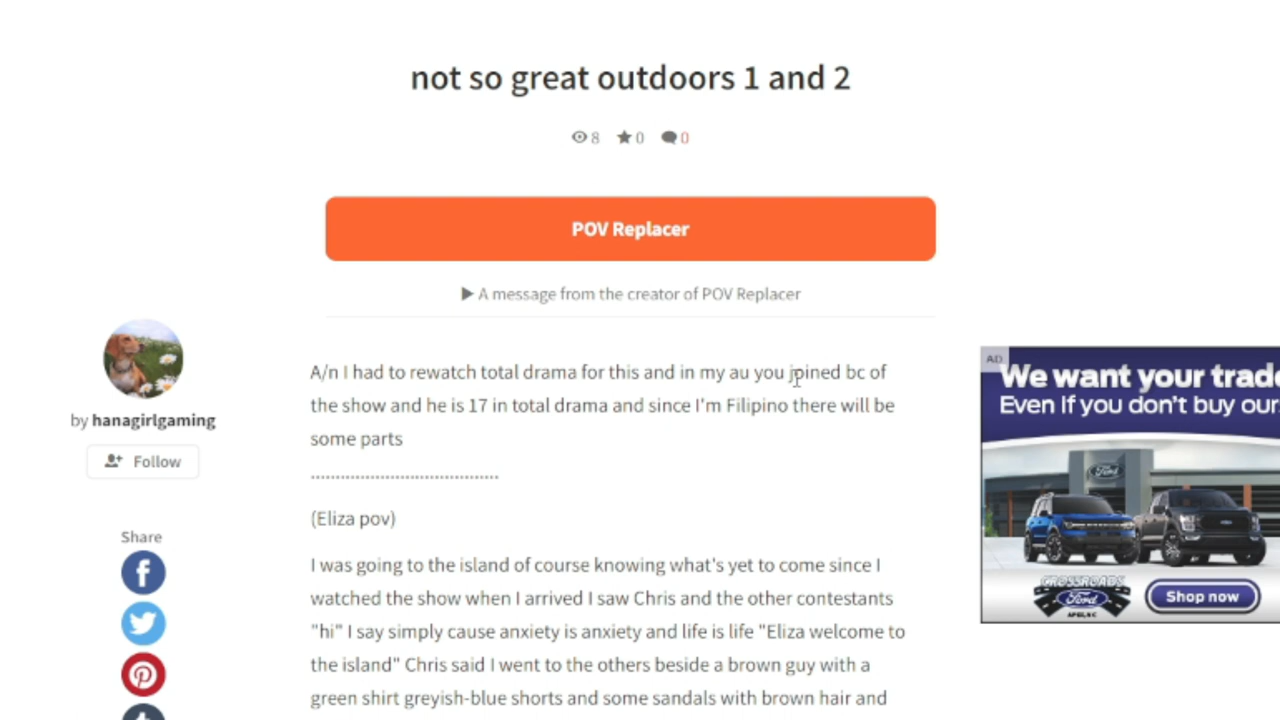 not so great outdoors 1 and 2
8 0 0
POV Replacer
▶ A message from the creator of POV Replacer
A/n I had to rewatch total drama for this and in my au you joined bc of
the show and he is 17 in total drama and since I'm Filipino there will be
some parts
.....................................
(Eliza pov)
I was going to the island of course knowing what's yet to come since I
watched the show when I arrived I saw Chris and the other contestants
"hi" I say simply cause anxiety is anxiety and life is life "Eliza welcome to
the island" Chris said I went to the others beside a brown guy with a
green shirt greyish-blue shorts and some sandals with brown hair and
by hanagirlgaming
Follow
Share
AD
We want your trade
Even If you don't buy our
Ford
CROSSROADS
Ford
APEX, NC
Shop now